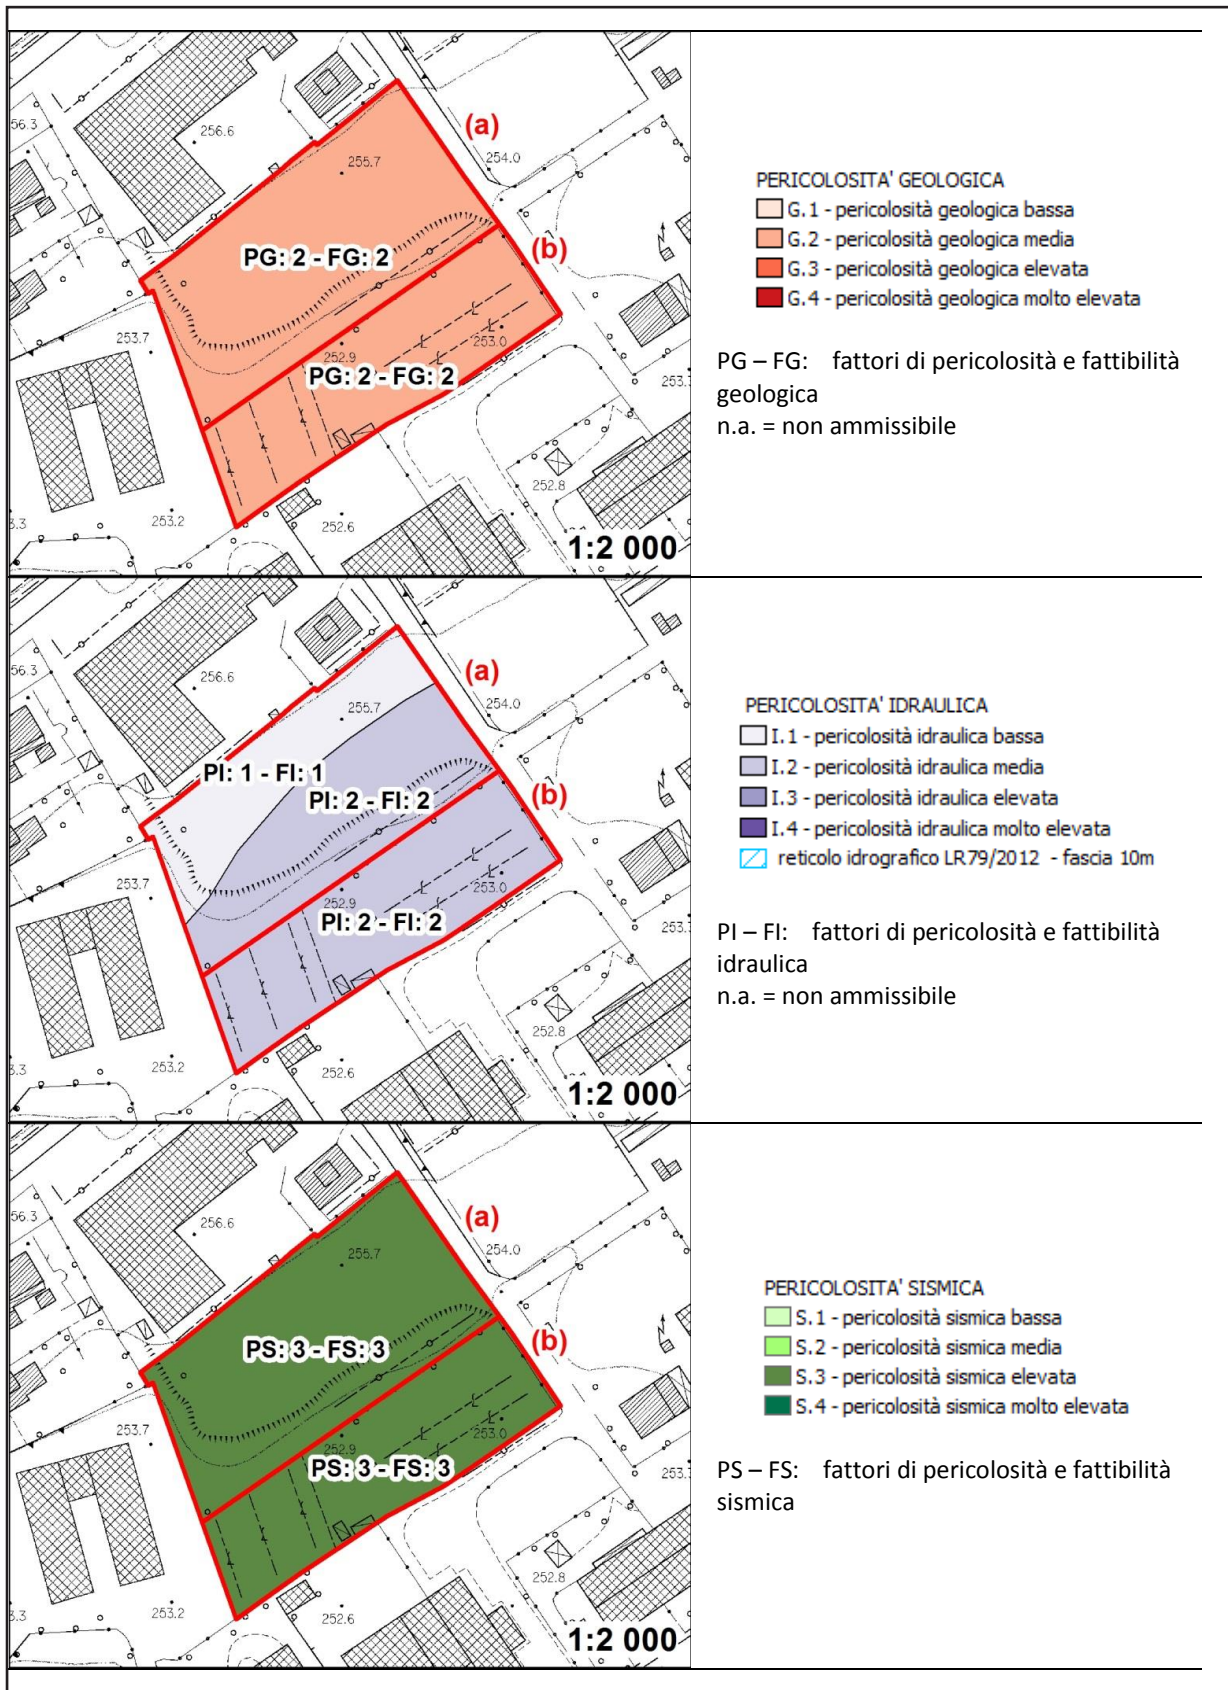 56.3
256.6
(a)
255.7
254.0
PG: 2 - FG: 2
(b)
253.7
252.9
253.0
PG: 2 - FG: 2
252.8
253.2
252.6
1:2 000
PERICOLOSITA' GEOLOGICA
G.1 - pericolosità geologica bassa
G.2 - pericolosità geologica media
G.3 - pericolosità geologica elevata
G.4 - pericolosità geologica molto elevata
PG – FG: fattori di pericolosità e fattibilità
geologica
n.a. = non ammissibile
56.3
256.6
(a)
255.7
254.0
PI: 1 - FI: 1
PI: 2 - FI: 2
(b)
253.7
252.9
253.0
PI: 2 - FI: 2
252.8
253.2
252.6
1:2 000
PERICOLOSITA' IDRAULICA
I.1 - pericolosità idraulica bassa
I.2 - pericolosità idraulica media
I.3 - pericolosità idraulica elevata
I.4 - pericolosità idraulica molto elevata
reticolo idrografico LR79/2012 - fascia 10m
PI – FI: fattori di pericolosità e fattibilità
idraulica
n.a. = non ammissibile
56.3
256.6
(a)
255.7
254.0
PS: 3 - FS: 3
(b)
253.7
252.9
253.0
PS: 3 - FS: 3
252.8
253.2
252.6
1:2 000
PERICOLOSITA' SISMICA
S.1 - pericolosità sismica bassa
S.2 - pericolosità sismica media
S.3 - pericolosità sismica elevata
S.4 - pericolosità sismica molto elevata
PS – FS: fattori di pericolosità e fattibilità
sismica